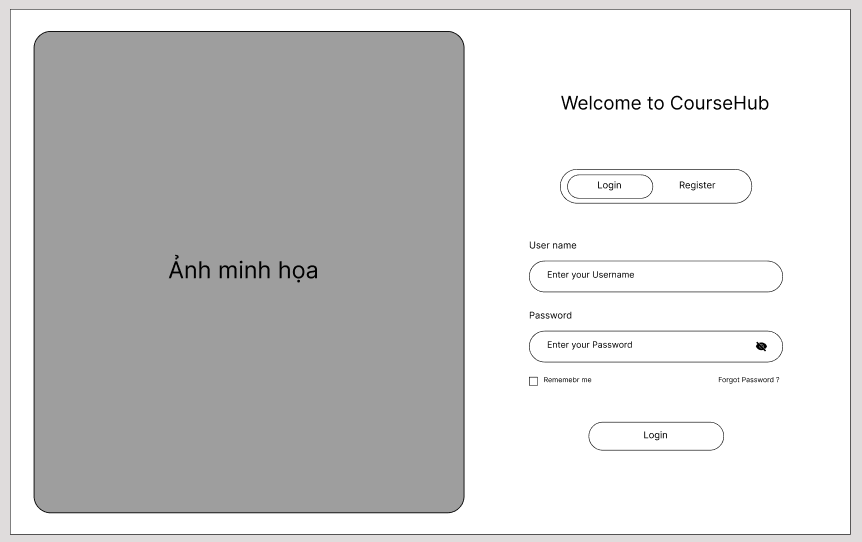 Ảnh minh họa
Welcome to CourseHub
Login
Register
User name
Enter your Username
Password
Enter your Password
Rememebr me
Forgot Password ?
Login